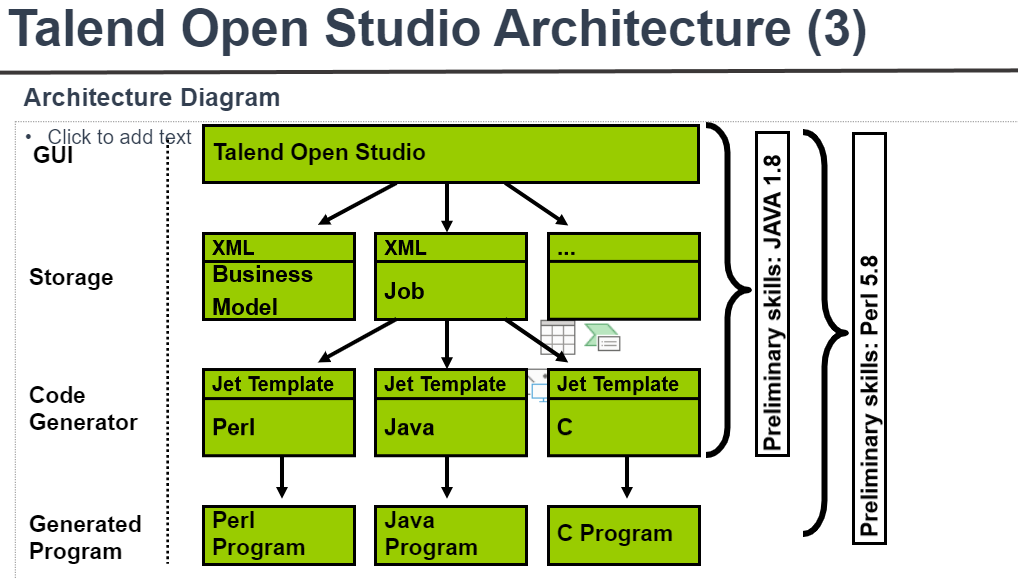 Talend Open Studio Architecture (3)
Architecture Diagram
• Click to add text
GUI
Talend Open Studio
Storage
XML
Business
Model
XML
Job
...
Code
Generator
Jet Template
Perl
Jet Template
Java
Jet Template
C
Generated
Program
Perl
Program
Java
Program
C Program
Preliminary skills: JAVA 1.8
Preliminary skills: Perl 5.8